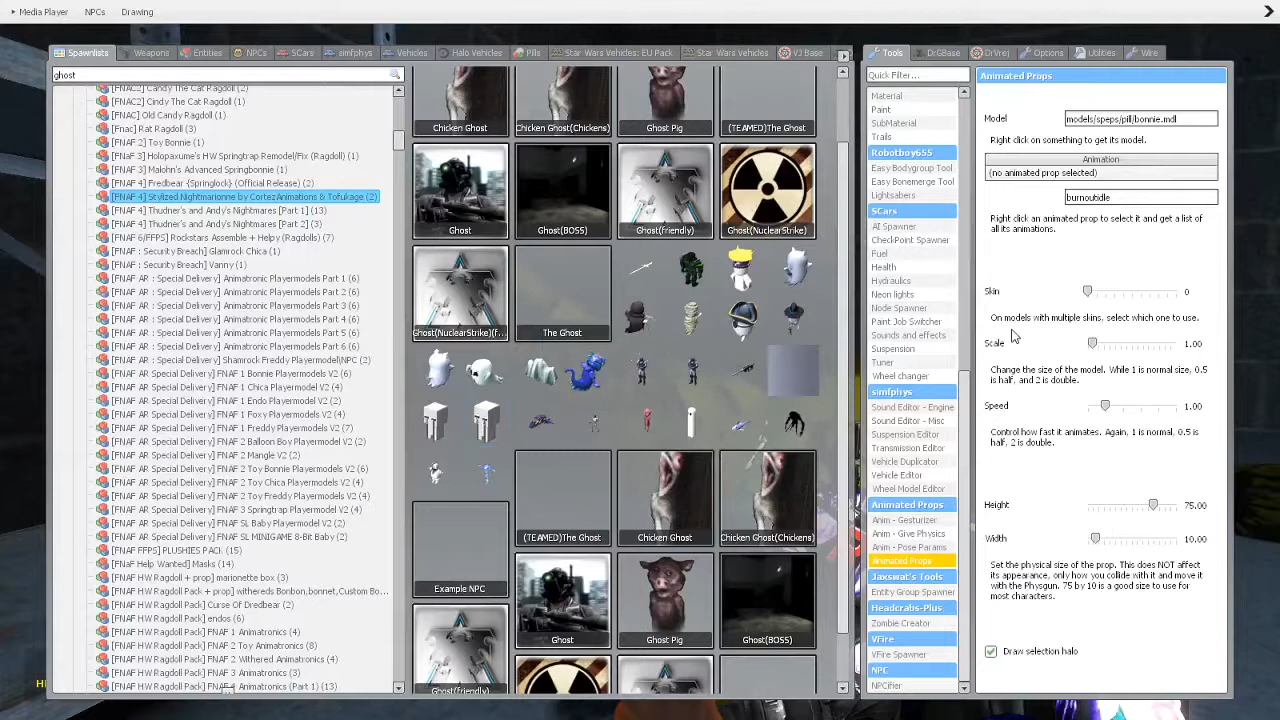 Media Player NPCs Drawing
Spawnlists Weapons Entities NPCs SCars simfphys Vehicles Halo Vehicles Pills Star Wars Vehicles: EU Pack Star Wars Vehicles VJ Base
Tools DrGBase DrVrej Options Utilities Wire
ghost
[FNAC2] Candy The Cat Ragdoll (2)
[FNAC2] Cindy The Cat Ragdoll (1)
[FNAC] Old Candy Ragdoll (1)
[Fnac] Rat Ragdoll (3)
[FNAF 2] Toy Bonnie (1)
[FNAF 4] Fredbear {Springlock} (Official Release) (2)
[FNAF 4] Stylized Nightmarionne by CortezAnimations & Tofukage (2)
[FNAF 4] Thudner's and Andy's Nightmares [Part 1] (13)
[FNAF 4] Thudner's and Andy's Nightmares [Part 2] (3)
[FNAF 6/FFPS] Rockstars Assemble + Helpy (Ragdolls) (7)
[FNAF : Security Breach] Glamrock Chica (1)
[FNAF : Security Breach] Vanny (1)
[FNAF AR : Special Delivery] Animatronic Playermodels Part 1 (6)
[FNAF AR : Special Delivery] Animatronic Playermodels Part 2 (6)
[FNAF AR : Special Delivery] Animatronic Playermodels Part 3 (6)
[FNAF AR : Special Delivery] Animatronic Playermodels Part 4 (6)
[FNAF AR : Special Delivery] Animatronic Playermodels Part 5 (6)
[FNAF AR : Special Delivery] Animatronic Playermodels Part 6 (6)
[FNAF AR : Special Delivery] Shamrock Freddy Playermodel|NPC (2)
[FNAF AR Special Delivery] FNAF 1 Bonnie Playermodels V2 (6)
[FNAF AR Special Delivery] FNAF 1 Chica Playermodels V2 (4)
[FNAF AR Special Delivery] FNAF 1 Endo Playermodels V2 (2)
[FNAF AR Special Delivery] FNAF 1 Foxy Playermodels V2 (4)
[FNAF AR Special Delivery] FNAF 1 Freddy Playermodels V2 (7)
[FNAF AR Special Delivery] FNAF 2 Balloon Boy Playermodel V2 (2)
[FNAF AR Special Delivery] FNAF 2 Mangle V2 (2)
[FNAF AR Special Delivery] FNAF 2 Toy Bonnie Playermodels V2 (6)
[FNAF AR Special Delivery] FNAF 2 Toy Chica Playermodels V2 (4)
[FNAF AR Special Delivery] FNAF 2 Toy Freddy Playermodels V2 (4)
[FNAF AR Special Delivery] FNAF 3 Springtrap Playermodel V2 (4)
[FNAF AR Special Delivery] FNAF SL Baby Playermodel V2 (2)
[FNAF AR Special Delivery] FNAF SL MINIGAME 8-Bit Baby (2)
[FNAF FFPS] PLUSHIES PACK (15)
[FNaF Help Wanted] Masks (14)
[FNAF HW Ragdoll + prop] marionette box (3)
[FNAF HW Ragdoll Pack + prop] withereds Bonbon,bonnet,Custom Bo...
[FNAF HW Ragdoll Pack] Curse Of Dredbear (2)
[FNAF HW Ragdoll Pack] endos (6)
[FNAF HW Ragdoll Pack] FNAF 1 Animatronics (4)
[FNAF HW Ragdoll Pack] FNAF 2 Toy Animatronics (8)
[FNAF HW Ragdoll Pack] FNAF 2 Withered Animatronics (4)
[FNAF HW Ragdoll Pack] FNAF 3 Animatronics (3)
[FNAF HW Ragdoll Pack] FNAF 4 Animatronics (Part 1) (13)
Chicken Ghost Chicken Ghost(Chickens) Ghost Pig (TEAMED)The Ghost
Ghost Ghost(BOSS) Ghost(friendly) Ghost(NuclearStrike)
Ghost(NuclearStrike)(f... The Ghost
(TEAMED)The Ghost Chicken Ghost Chicken Ghost(Chickens)
Example NPC
Ghost Ghost Pig Ghost(BOSS)
Ghost(friendly)
Quick Filter...
Material
Paint
SubMaterial
Trails
Robotboy655
Easy Bodygroup Tool
Easy Bonemerge Tool
Lightsabers
SCars
AI Spawner
CheckPoint Spawner
Fuel
Health
Hydraulics
Neon lights
Node Spawner
Paint Job Switcher
Sounds and effects
Suspension
Tuner
Wheel changer
simfphys
Sound Editor - Engine
Sound Editor - Misc
Suspension Editor
Transmission Editor
Vehicle Duplicator
Vehicle Editor
Wheel Model Editor
Animated Props
Anim - Gesturizer
Anim - Give Physics
Anim - Pose Params
Animated Props
Jaxswat's Tools
Entity Group Spawner
Headcrabs-Plus
Zombie Creator
VFire
VFire Spawner
NPC
NPCifier
Animated Props
Model models/speps/pill/bonnie.mdl
Right click on something to get its model.
Animation
(no animated prop selected)
burnoutidle
Right click an animated prop to select it and get a list of
all its animations.
Skin 0
On models with multiple skins, select which one to use.
Scale 1.00
Change the size of the model. While 1 is normal size, 0.5
is half, and 2 is double.
Speed 1.00
Control how fast it animates. Again, 1 is normal, 0.5 is
half, 2 is double.
Height 75.00
Width 10.00
Set the physical size of the prop. This does NOT affect
its appearance, only how you collide with it and move it
with the Physgun. 75 by 10 is a good size to use for
most characters.
Draw selection halo